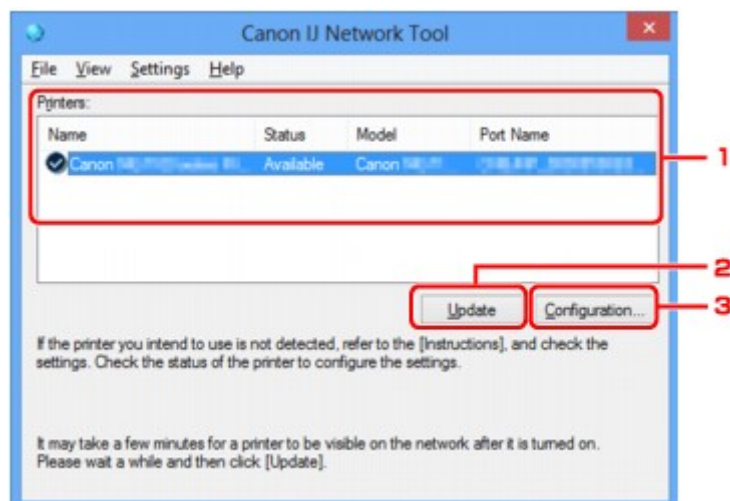 Canon IJ Network Tool
File View Settings Help
Printers:
Name Status Model Port Name
Canon Available Canon
1
2
Update Configuration...
3
If the printer you intend to use is not detected, refer to the [Instructions], and check the
settings. Check the status of the printer to configure the settings.
It may take a few minutes for a printer to be visible on the network after it is turned on.
Please wait a while and then click [Update].